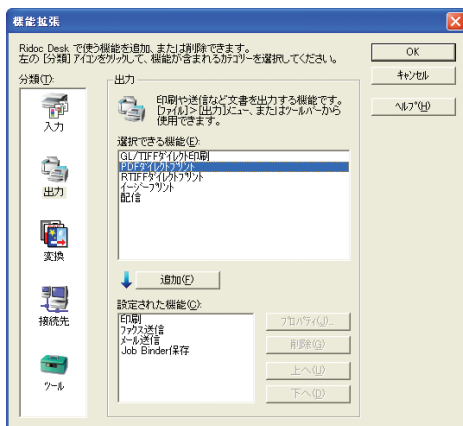 機能拡張
Ridoc Desk で使う機能を追加、または削除できます。
左の [分類] アイコンをクリックして、機能が含まれるカテゴリーを選択してください。
OK
キャンセル
ヘルプ(H)
分類(T):
入力
出力
変換
接続先
ツール
出力
印刷や送信など文書を出力する機能です。
[ファイル]>[出力]メニュー、またはツールバーから
使用できます。
選択できる機能(E):
GL/TIFFダイレクト印刷
PDFダイレクトプリント
RTIFFダイレクトプリント
イージープリント
配信
追加(F)
設定された機能(C):
印刷
ファクス送信
メール送信
Job Binder保存
プロパティ(J)...
削除(G)
上へ(U)
下へ(D)